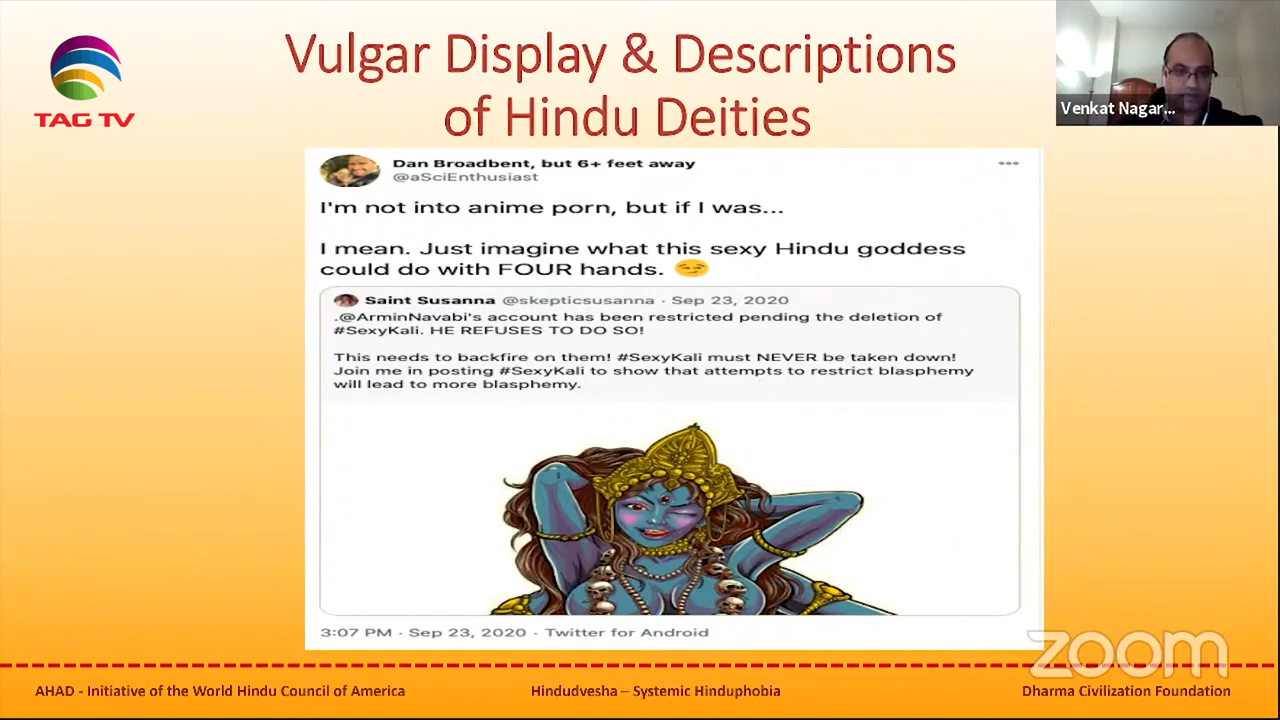 Vulgar Display & Descriptions
of Hindu Deities
TAG TV
Venkat Nagar...
Dan Broadbent, but 6+ feet away
@aSciEnthusiast
I'm not into anime porn, but if I was...
I mean. Just imagine what this sexy Hindu goddess
could do with FOUR hands. 😏
Saint Susanna @skepticsusanna · Sep 23, 2020
.@ArminNavabi's account has been restricted pending the deletion of
#SexyKali. HE REFUSES TO DO SO!
This needs to backfire on them! #SexyKali must NEVER be taken down!
Join me in posting #SexyKali to show that attempts to restrict blasphemy
will lead to more blasphemy.
3:07 PM · Sep 23, 2020 · Twitter for Android
zoom
AHAD - Initiative of the World Hindu Council of America
Hindudvesha – Systemic Hinduphobia
Dharma Civilization Foundation